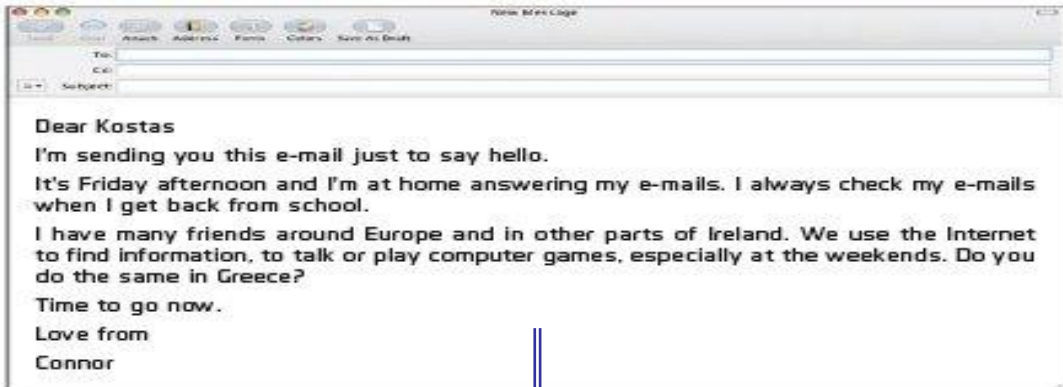 New Message
Attach Address Fonts Colors Save As Draft
To:
Cc:
Subject:
Dear Kostas
I'm sending you this e-mail just to say hello.
It's Friday afternoon and I'm at home answering my e-mails. I always check my e-mails
when I get back from school.
I have many friends around Europe and in other parts of Ireland. We use the Internet
to find information, to talk or play computer games, especially at the weekends. Do you
do the same in Greece?
Time to go now.
Love from
Connor